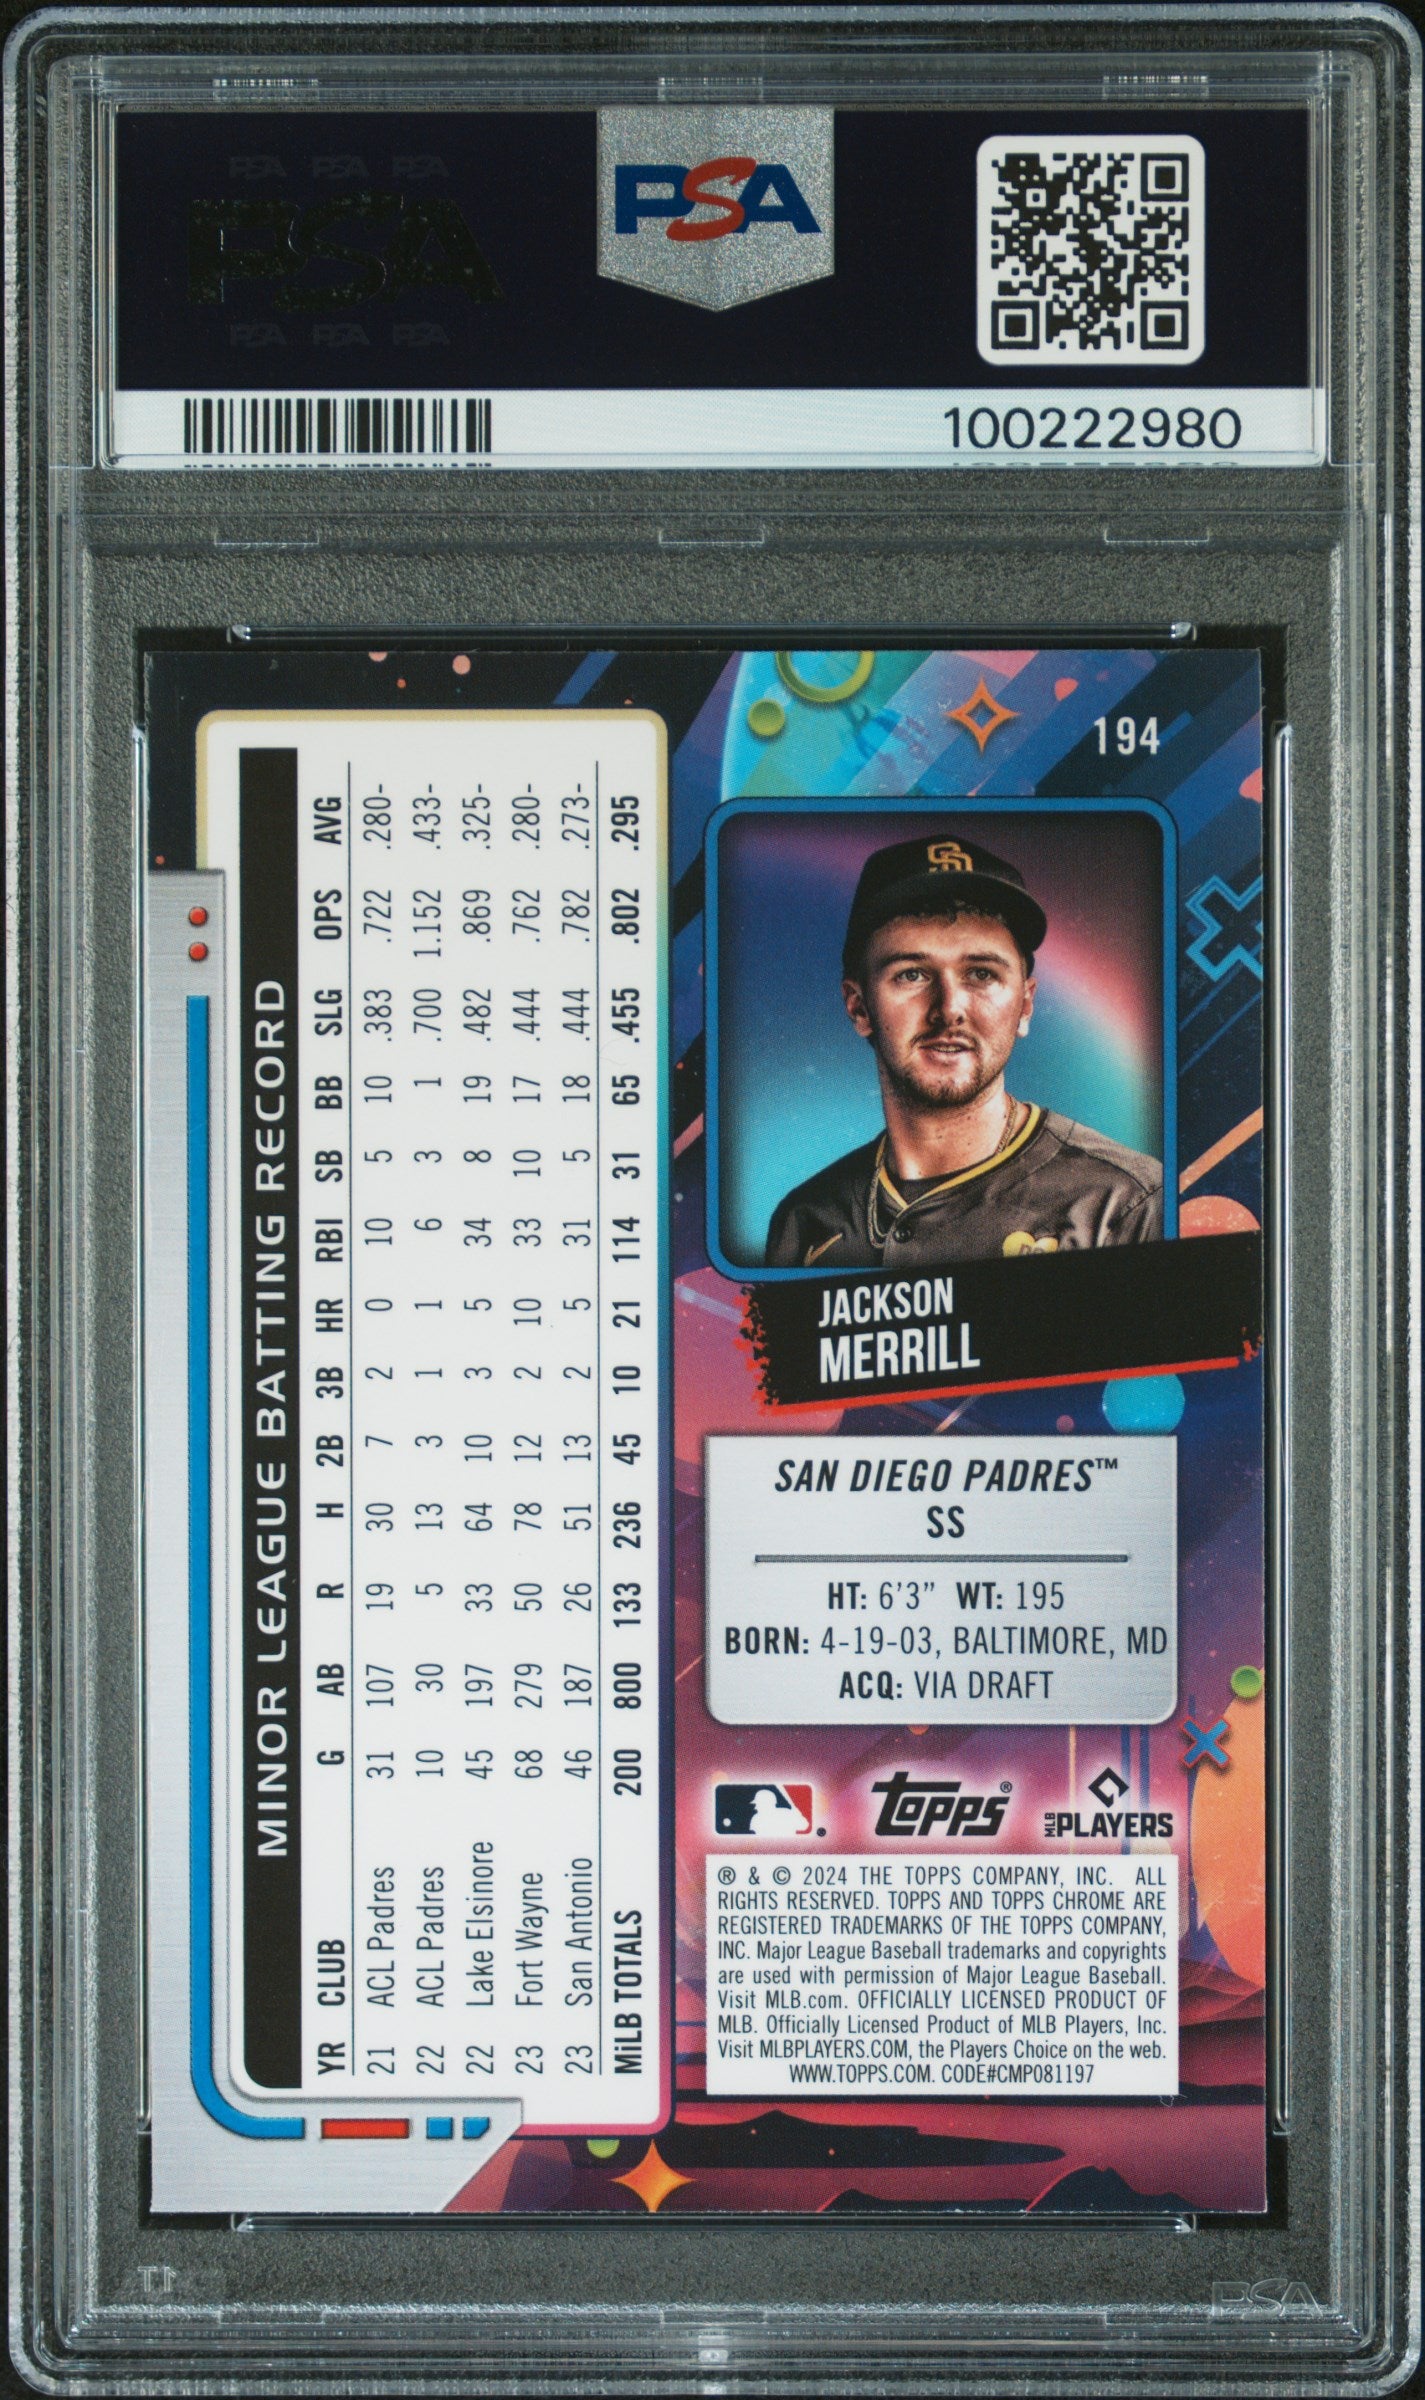 PSA PSA PSA
PSA
PSA PSA PSA
PSA
100222980
194
JACKSON
MERRILL
SAN DIEGO PADRES™
SS
HT: 6'3” WT: 195
BORN: 4-19-03, BALTIMORE, MD
ACQ: VIA DRAFT
Topps®
MLB PLAYERS
® & © 2024 THE TOPPS COMPANY, INC. ALL
RIGHTS RESERVED. TOPPS AND TOPPS CHROME ARE
REGISTERED TRADEMARKS OF THE TOPPS COMPANY,
INC. Major League Baseball trademarks and copyrights
are used with permission of Major League Baseball.
Visit MLB.com. OFFICIALLY LICENSED PRODUCT OF
MLB. Officially Licensed Product of MLB Players, Inc.
Visit MLBPLAYERS.COM, the Players Choice on the web.
WWW.TOPPS.COM. CODE#CMP081197
MINOR LEAGUE BATTING RECORD
YR CLUB G AB R H 2B 3B HR RBI SB BB SLG OPS AVG
21 ACL Padres 31 107 19 30 7 2 0 10 5 10 .383 .722 .280-
22 ACL Padres 10 30 5 13 3 1 1 6 3 1 .700 1.152 .433-
22 Lake Elsinore 45 197 33 64 10 3 5 34 8 19 .482 .869 .325-
23 Fort Wayne 68 279 50 78 12 2 10 33 10 17 .444 .762 .280-
23 San Antonio 46 187 26 51 13 2 5 31 5 18 .444 .782 .273-
MiLB TOTALS 200 800 133 236 45 10 21 114 31 65 .455 .802 .295
PSA